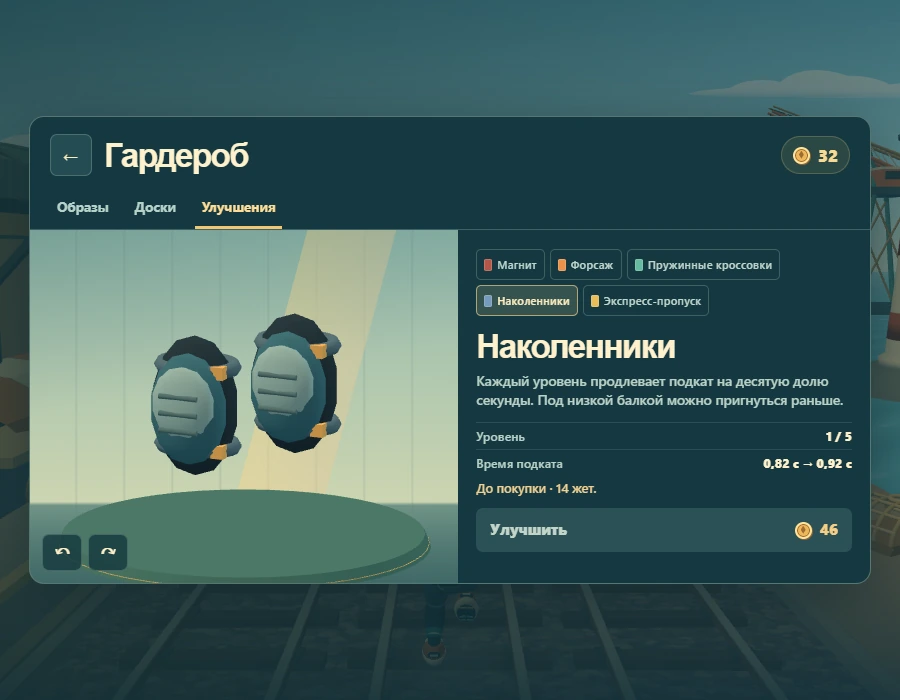 ← Гардероб
32
Образы Доски Улучшения
Магнит Форсаж Пружинные кроссовки
Наколенники Экспресс-пропуск
Наколенники
Каждый уровень продлевает подкат на десятую долю
секунды. Под низкой балкой можно пригнуться раньше.
Уровень 1 / 5
Время подката 0,82 с → 0,92 с
До покупки · 14 жет.
Улучшить 46